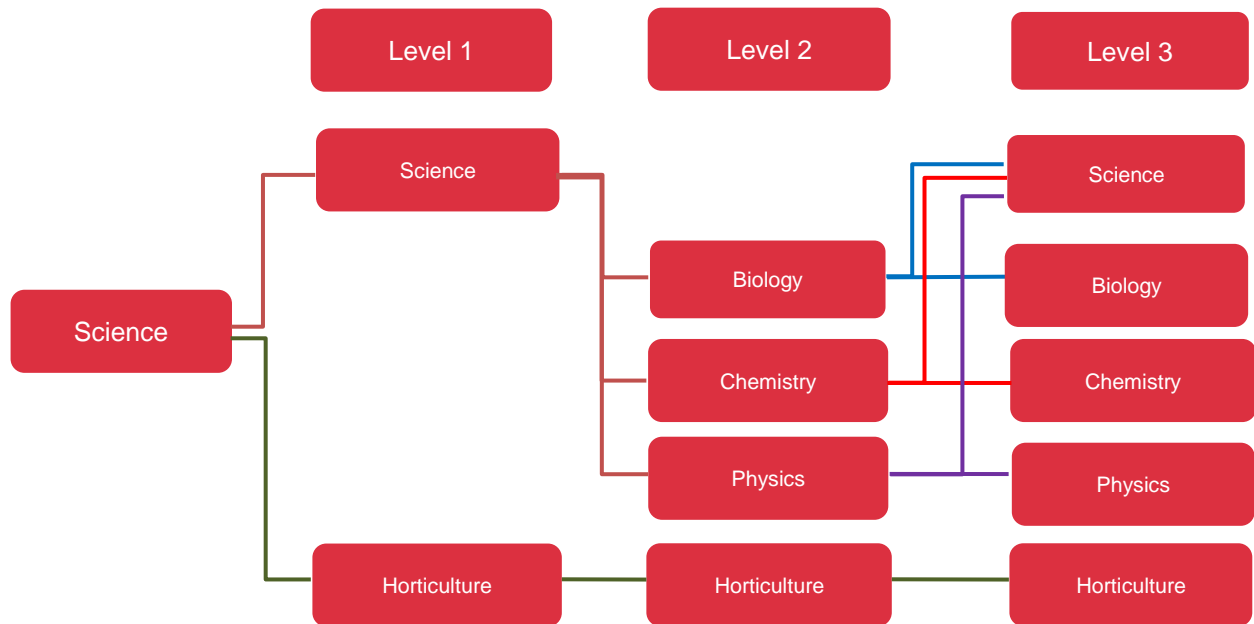 Level 1
Level 2
Level 3
Science
Science
Biology
Biology
Science
Chemistry
Chemistry
Physics
Physics
Horticulture
Horticulture
Horticulture